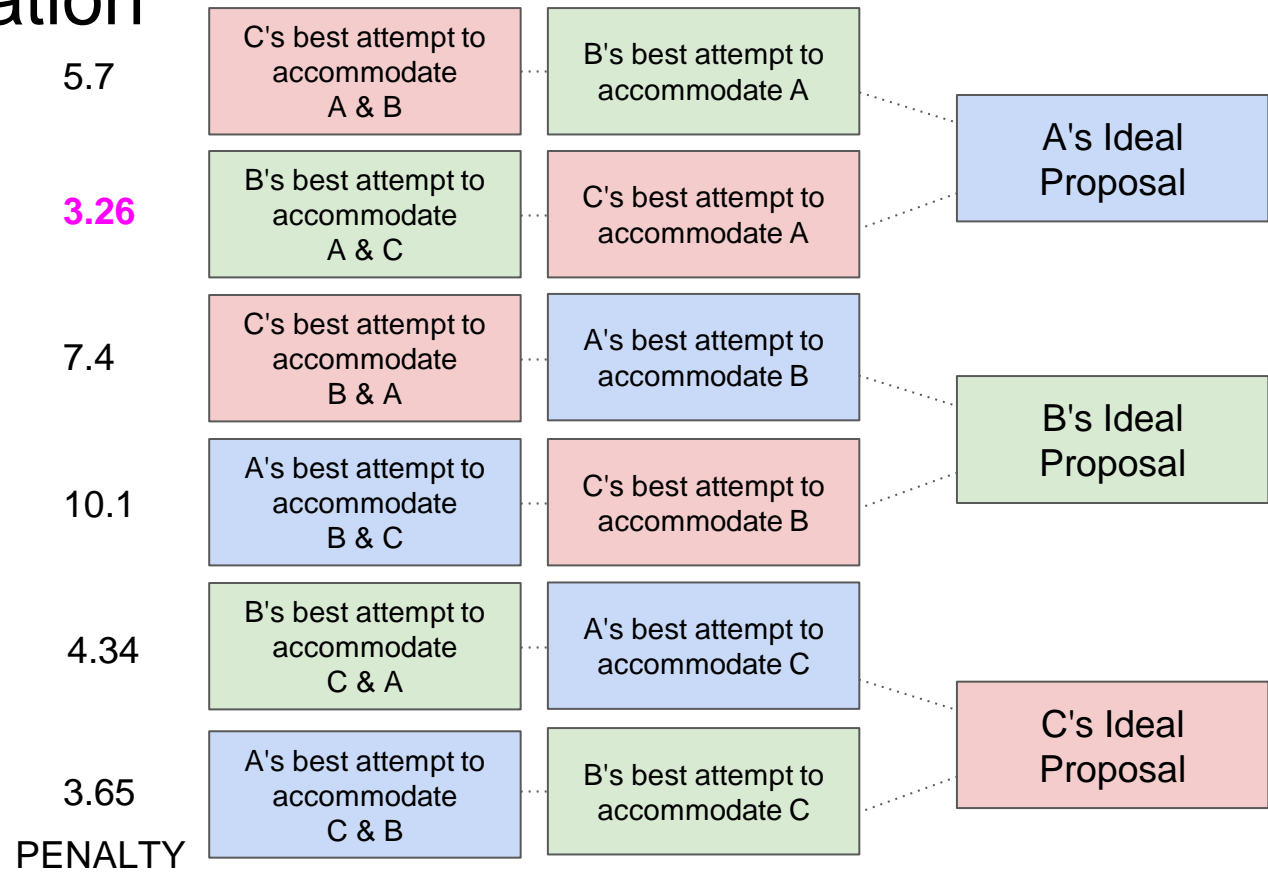 5.7
C's best attempt to
accommodate
A & B
B's best attempt to
accommodate A
A's Ideal
Proposal
3.26
B's best attempt to
accommodate
A & C
C's best attempt to
accommodate A
7.4
C's best attempt to
accommodate
B & A
A's best attempt to
accommodate B
B's Ideal
Proposal
10.1
A's best attempt to
accommodate
B & C
C's best attempt to
accommodate B
4.34
B's best attempt to
accommodate
C & A
A's best attempt to
accommodate C
C's Ideal
Proposal
3.65
A's best attempt to
accommodate
C & B
B's best attempt to
accommodate C
PENALTY